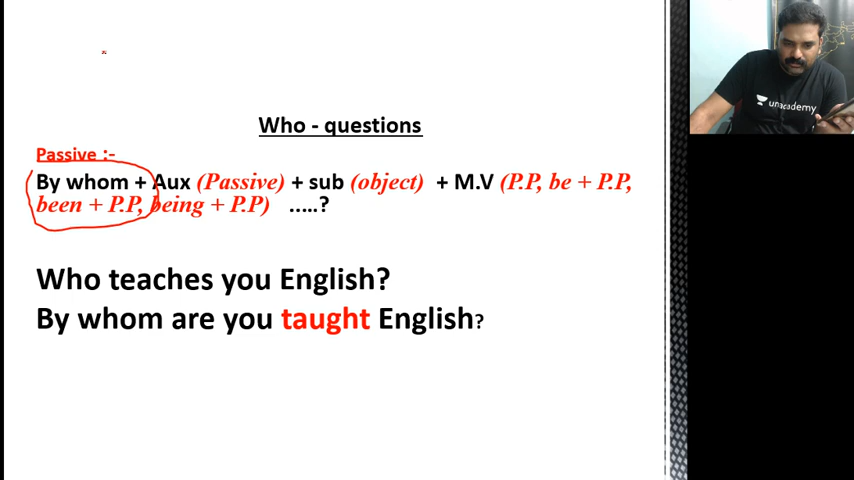 Who - questions
Passive :-
By whom + Aux (Passive) + sub (object) + M.V (P.P, be + P.P,
been + P.P, being + P.P) .....?
Who teaches you English?
By whom are you taught English?
unacademy